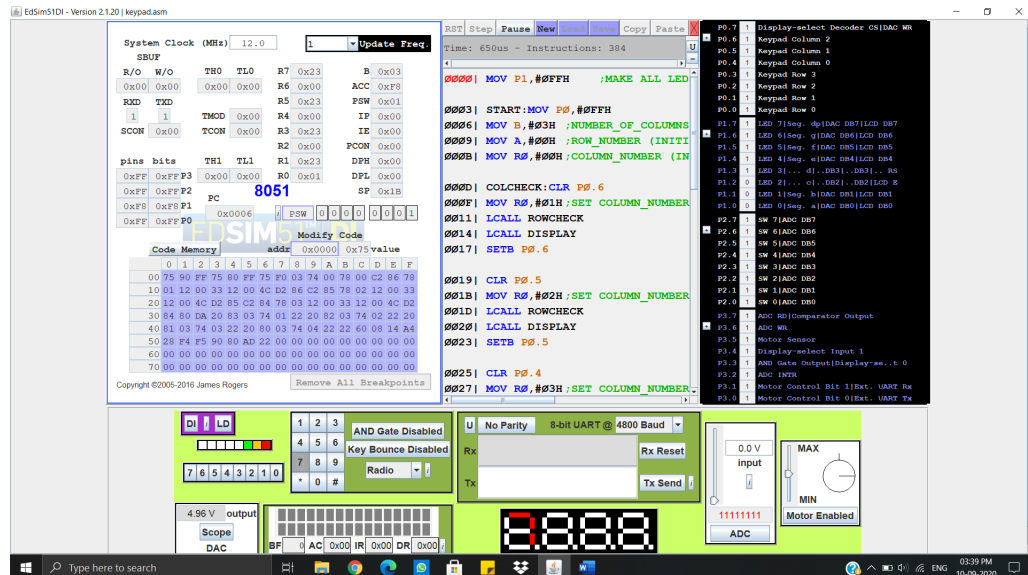 EdSim51DI - Version 2.1.20 | keypad.asm
System Clock (MHz) 12.0 1 Update Freq.
SBUF
R/O W/O TH0 TL0 R7 0x23 B 0x03
0x00 0x00 0x00 0x00 R6 0x00 ACC 0xF8
RXD TXD R5 0x23 PSW 0x01
1 1 TMOD 0x00 R4 0x00 IP 0x00
SCON 0x00 TCON 0x00 R3 0x23 IE 0x00
R2 0x00 PCON 0x00
pins bits TH1 TL1 R1 0x23 DPH 0x00
0xFF 0xFF P3 0x00 0x00 R0 0x01 DPL 0x00
0xFF 0xFF P2 8051 SP 0x1B
0xF8 0xF8 P1 PC
0xFF 0xFF P0 0x0006 i PSW 0 0 0 0 0 0 0 1
EDSIM51DI
Modify Code
Code Memory addr 0x0000 0x75 value
0 1 2 3 4 5 6 7 8 9 A B C D E F
00 75 90 FF 75 80 FF 75 F0 03 74 00 78 00 C2 86 78
10 01 12 00 33 12 00 4C D2 86 C2 85 78 02 12 00 33
20 12 00 4C D2 85 C2 84 78 03 12 00 33 12 00 4C D2
30 84 80 DA 20 83 03 74 01 22 20 82 03 74 02 22 20
40 81 03 74 03 22 20 80 03 74 04 22 22 60 08 14 A4
50 28 F4 F5 90 80 AD 22 00 00 00 00 00 00 00 00 00
60 00 00 00 00 00 00 00 00 00 00 00 00 00 00 00 00
70 00 00 00 00 00 00 00 00 00 00 00 00 00 00 00 00
Copyright ©2005-2016 James Rogers Remove All Breakpoints
RST Step Pause New Load Save Copy Paste X
Time: 650us - Instructions: 384 U
0000| MOV P1,#0FFH ;MAKE ALL LED
0003| START:MOV P0,#0FFH
0006| MOV B,#03H ;NUMBER_OF_COLUMNS
0009| MOV A,#00H ;ROW_NUMBER (INITI
000B| MOV R0,#00H ;COLUMN_NUMBER (IN
000D| COLCHECK:CLR P0.6
000F| MOV R0,#01H ;SET COLUMN_NUMBER
0011| LCALL ROWCHECK
0014| LCALL DISPLAY
0017| SETB P0.6
0019| CLR P0.5
001B| MOV R0,#02H ;SET COLUMN_NUMBER
001D| LCALL ROWCHECK
0020| LCALL DISPLAY
0023| SETB P0.5
0025| CLR P0.4
0027| MOV R0,#03H ;SET COLUMN_NUMBER
P0.7 1 Display-select Decoder CS|DAC WR
P0.6 1 Keypad Column 2
P0.5 1 Keypad Column 1
P0.4 1 Keypad Column 0
P0.3 1 Keypad Row 3
P0.2 1 Keypad Row 2
P0.1 1 Keypad Row 1
P0.0 1 Keypad Row 0
P1.7 1 LED 7|Seg. dp|DAC DB7|LCD DB7
P1.6 1 LED 6|Seg. g|DAC DB6|LCD DB6
P1.5 1 LED 5|Seg. f|DAC DB5|LCD DB5
P1.4 1 LED 4|Seg. e|DAC DB4|LCD DB4
P1.3 1 LED 3|... d|..DB3|..DB3|.. RS
P1.2 0 LED 2|... c|..DB2|..DB2|LCD E
P1.1 0 LED 1|Seg. b|DAC DB1|LCD DB1
P1.0 0 LED 0|Seg. a|DAC DB0|LCD DB0
P2.7 1 SW 7|ADC DB7
P2.6 1 SW 6|ADC DB6
P2.5 1 SW 5|ADC DB5
P2.4 1 SW 4|ADC DB4
P2.3 1 SW 3|ADC DB3
P2.2 1 SW 2|ADC DB2
P2.1 1 SW 1|ADC DB1
P2.0 1 SW 0|ADC DB0
P3.7 1 ADC RD|Comparator Output
P3.6 1 ADC WR
P3.5 1 Motor Sensor
P3.4 1 Display-select Input 1
P3.3 1 AND Gate Output|Display-se..t 0
P3.2 1 ADC INTR
P3.1 1 Motor Control Bit 1|Ext. UART Rx
P3.0 1 Motor Control Bit 0|Ext. UART Tx
DI i LD
7 6 5 4 3 2 1 0
1 2 3
4 5 6
7 8 9
* 0 #
AND Gate Disabled
Key Bounce Disabled
Radio i
U No Parity 8-bit UART @ 4800 Baud
Rx Rx Reset
Tx Tx Send i
0.0 V
input
i
11111111
ADC
MAX
MIN
Motor Enabled
4.96 V output
Scope
DAC
BF 0 AC 0x00 IR 0x00 DR 0x00 i
7.8.8.8.
Type here to search
ENG
03:39 PM
10-09-2020